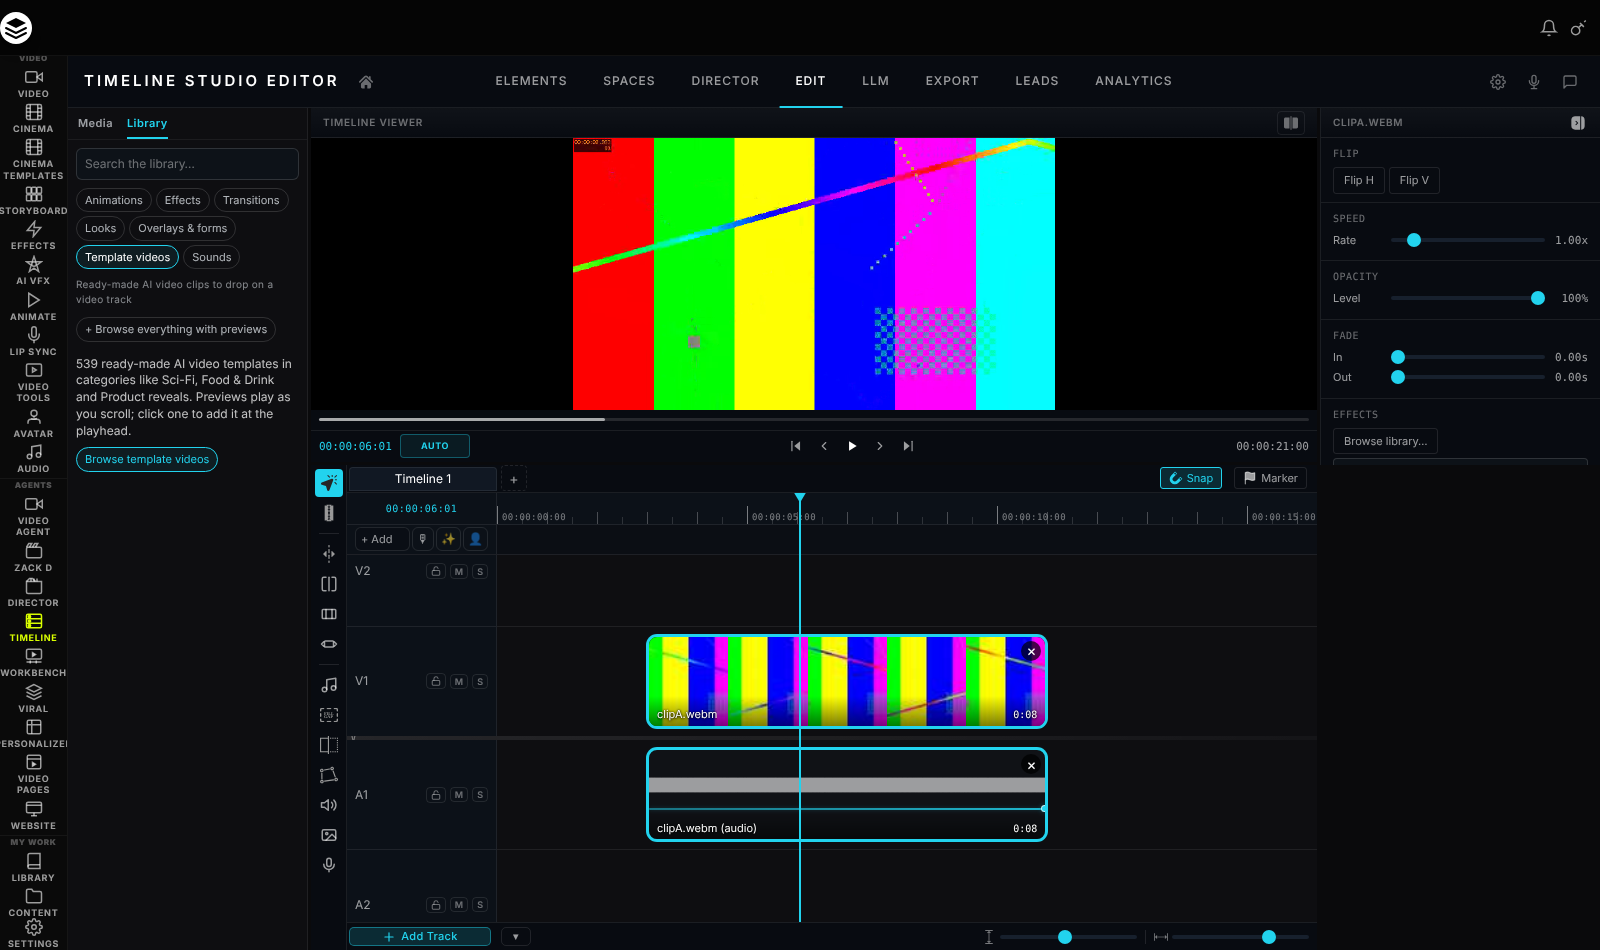 TIMELINE STUDIO EDITOR
ELEMENTS
SPACES
DIRECTOR
EDIT
LLM
EXPORT
LEADS
ANALYTICS
VIDEO
VIDEO
CINEMA
CINEMA
TEMPLATES
STORYBOARD
EFFECTS
AI VFX
ANIMATE
LIP SYNC
VIDEO
TOOLS
AVATAR
AUDIO
AGENTS
VIDEO
AGENT
ZACK D
DIRECTOR
TIMELINE
WORKBENCH
VIRAL
PERSONALIZE
VIDEO
PAGES
WEBSITE
MY WORK
LIBRARY
CONTENT
SETTINGS
Media
Library
Search the library...
Animations
Effects
Transitions
Looks
Overlays & forms
Template videos
Sounds
Ready-made AI video clips to drop on a
video track
+ Browse everything with previews
539 ready-made AI video templates in
categories like Sci-Fi, Food & Drink
and Product reveals. Previews play as
you scroll; click one to add it at the
playhead.
Browse template videos
TIMELINE VIEWER
00:00:06:01
AUTO
00:00:21:00
Timeline 1
+
Snap
Marker
00:00:06:01
00:00:00:00
00:00:05:00
00:00:10:00
00:00:15:00
+ Add
V2
M
S
V1
M
S
clipA.webm
0:08
A1
M
S
clipA.webm (audio)
0:08
A2
M
S
+ Add Track
CLIPA.WEBM
FLIP
Flip H
Flip V
SPEED
Rate
1.00x
OPACITY
Level
100%
FADE
In
0.00s
Out
0.00s
EFFECTS
Browse library...